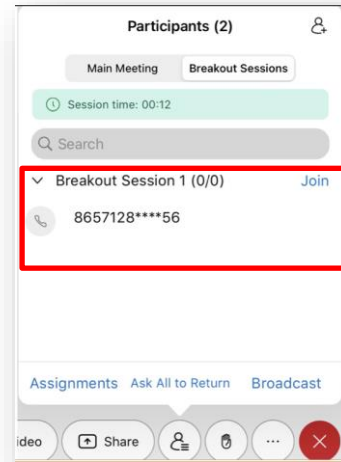 Participants (2)
Main Meeting Breakout Sessions
Session time: 00:12
Search
Breakout Session 1 (0/0) Join
8657128****56
Assignments Ask All to Return Broadcast
ideo Share